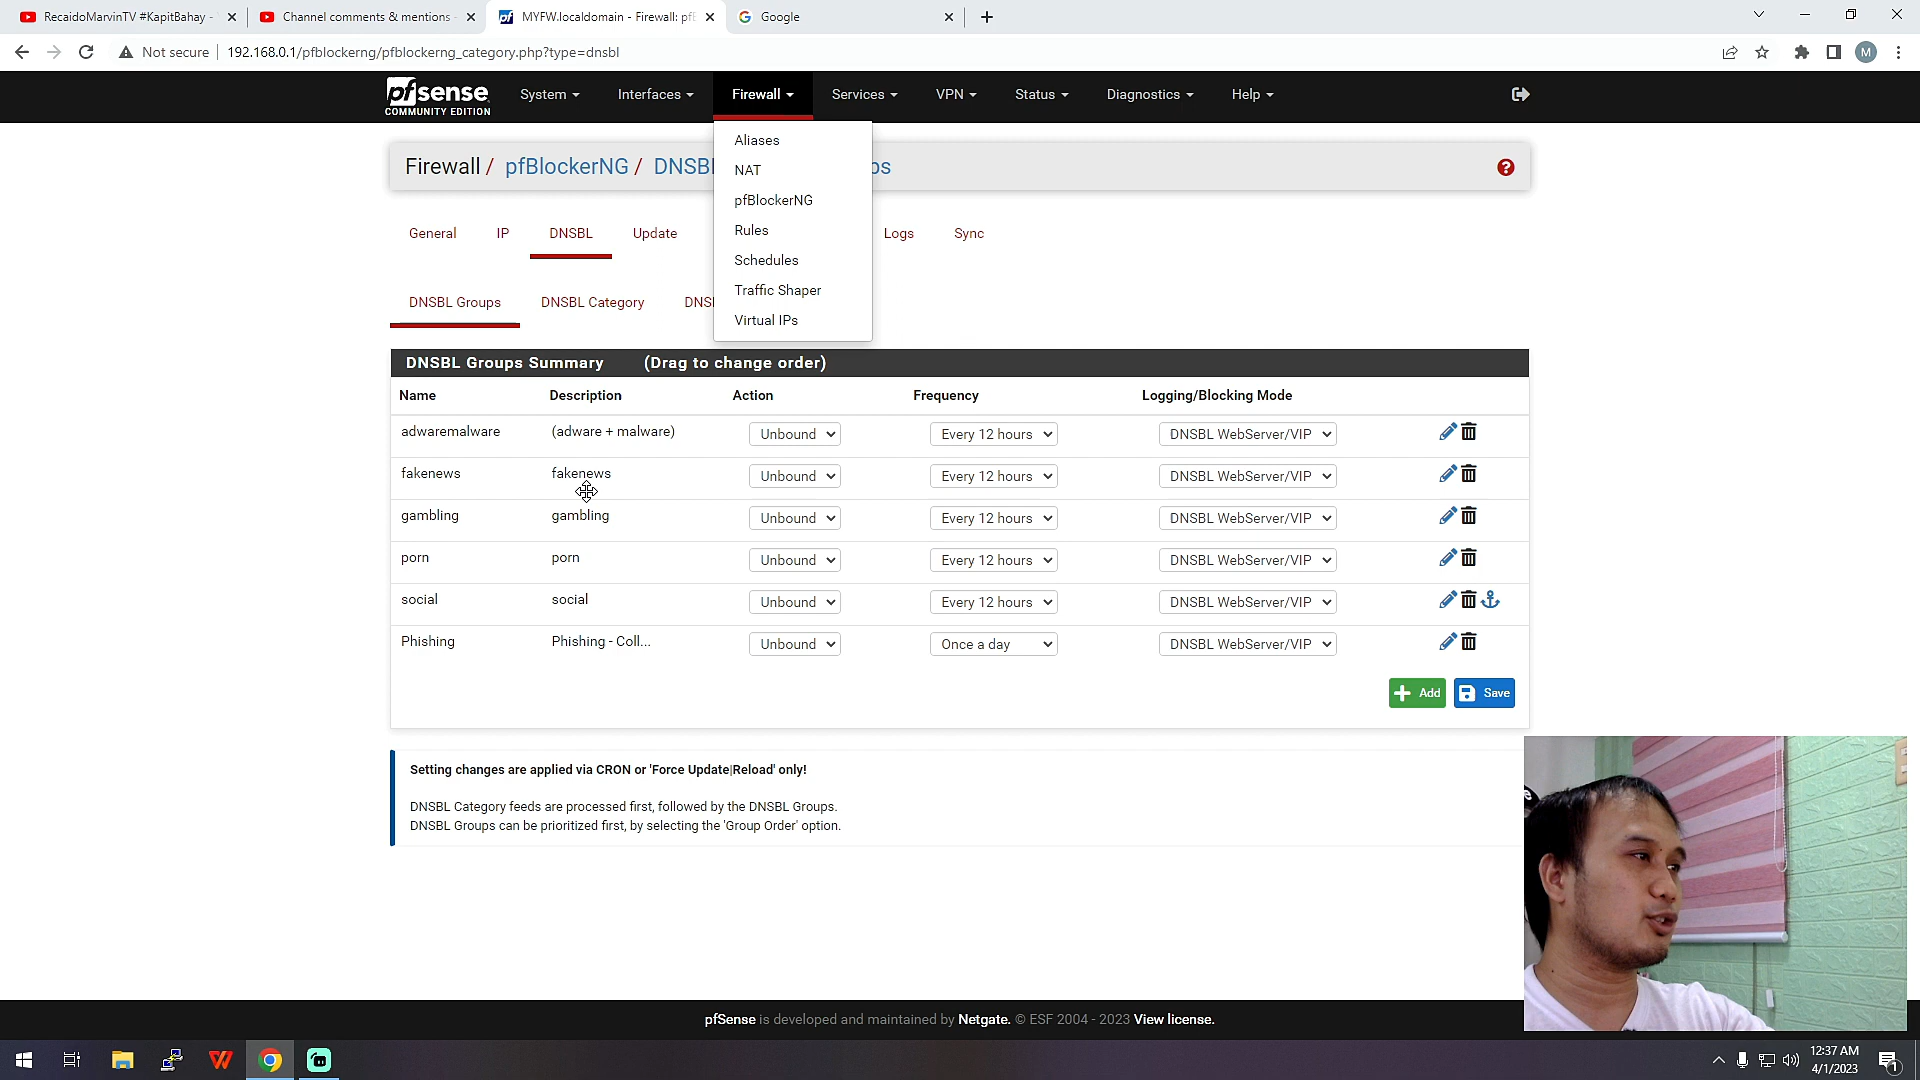 RecaidoMarvinTV #KapitBahay -
Channel comments & mentions -
MYFW.localdomain - Firewall: pfB
Google
Not secure
192.168.0.1/pfblockerng/pfblockerng_category.php?type=dnsbl
M
pfsense
COMMUNITY EDITION
System
Interfaces
Firewall
Services
VPN
Status
Diagnostics
Help
Aliases
NAT
pfBlockerNG
Rules
Schedules
Traffic Shaper
Virtual IPs
Firewall / pfBlockerNG / DNSBL
ps
General
IP
DNSBL
Update
Logs
Sync
DNSBL Groups
DNSBL Category
DNS
DNSBL Groups Summary (Drag to change order)
Name Description Action Frequency Logging/Blocking Mode
adwaremalware (adware + malware) Unbound Every 12 hours DNSBL WebServer/VIP
fakenews fakenews Unbound Every 12 hours DNSBL WebServer/VIP
gambling gambling Unbound Every 12 hours DNSBL WebServer/VIP
porn porn Unbound Every 12 hours DNSBL WebServer/VIP
social social Unbound Every 12 hours DNSBL WebServer/VIP
Phishing Phishing - Coll... Unbound Once a day DNSBL WebServer/VIP
Add
Save
Setting changes are applied via CRON or 'Force Update|Reload' only!
DNSBL Category feeds are processed first, followed by the DNSBL Groups.
DNSBL Groups can be prioritized first, by selecting the 'Group Order' option.
pfSense is developed and maintained by Netgate. © ESF 2004 - 2023 View license.
12:37 AM
4/1/2023
1